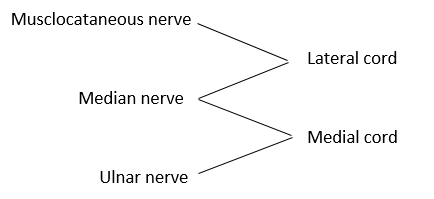 Musclocataneous nerve
Lateral cord
Median nerve
Medial cord
Ulnar nerve